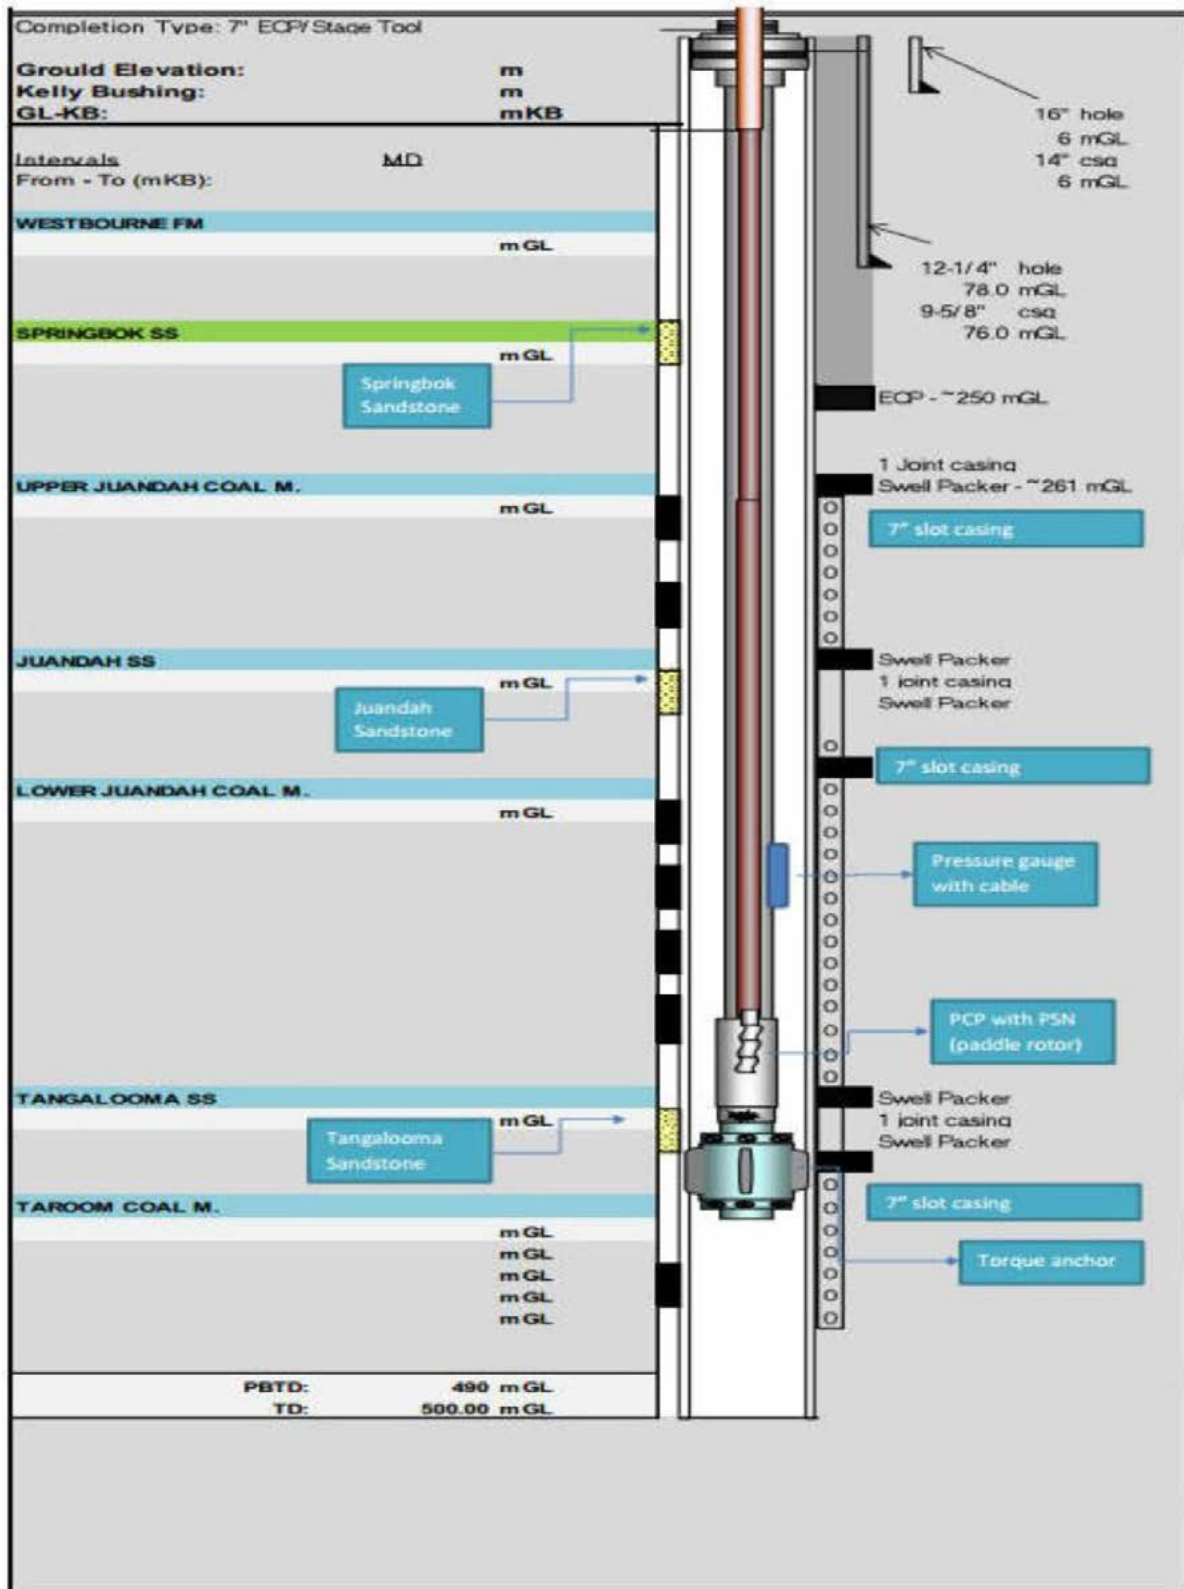 Completion Type: 7" ECP/Stage Tool
Grould Elevation: m
Kelly Bushing: m
GL-KB: mKB
Intervals MD
From - To (mKB):
WESTBOURNE FM
mGL
SPRINGBOK SS
mGL
Springbok
Sandstone
UPPER JUANDAH COAL M.
mGL
JUANDAH SS
mGL
Juandah
Sandstone
LOWER JUANDAH COAL M.
mGL
TANGALOOMA SS
mGL
Tangalooma
Sandstone
TAROOM COAL M.
mGL
mGL
mGL
mGL
mGL
PBTD: 490 mGL
TD: 500.00 mGL
16" hole
6 mGL
14" csg
6 mGL
12-1/4" hole
78.0 mGL
9-5/8" csg
76.0 mGL
ECP - ~250 mGL
1 Joint casing
Swell Packer - ~261 mGL
7" slot casing
Swell Packer
1 joint casing
Swell Packer
7" slot casing
Pressure gauge
with cable
PCP with PSN
(paddle rotor)
Swell Packer
1 joint casing
Swell Packer
7" slot casing
Torque anchor